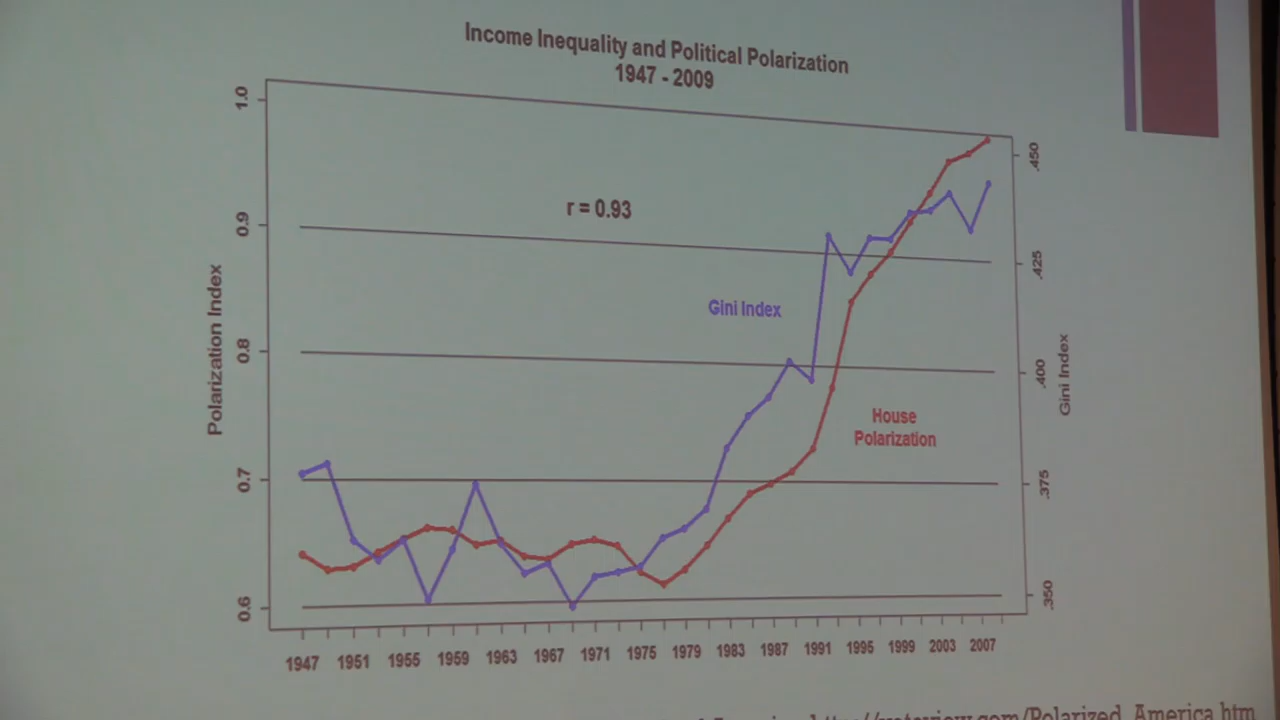 Income Inequality and Political Polarization
1947 - 2009
1.0
0.9
0.8
0.7
0.6
Polarization Index
r = 0.93
Gini Index
House
Polarization
.450
.425
.400
.375
.350
Gini Index
1947 1951 1955 1959 1963 1967 1971 1975 1979 1983 1987 1991 1995 1999 2003 2007
.com/Polarized_America.htm